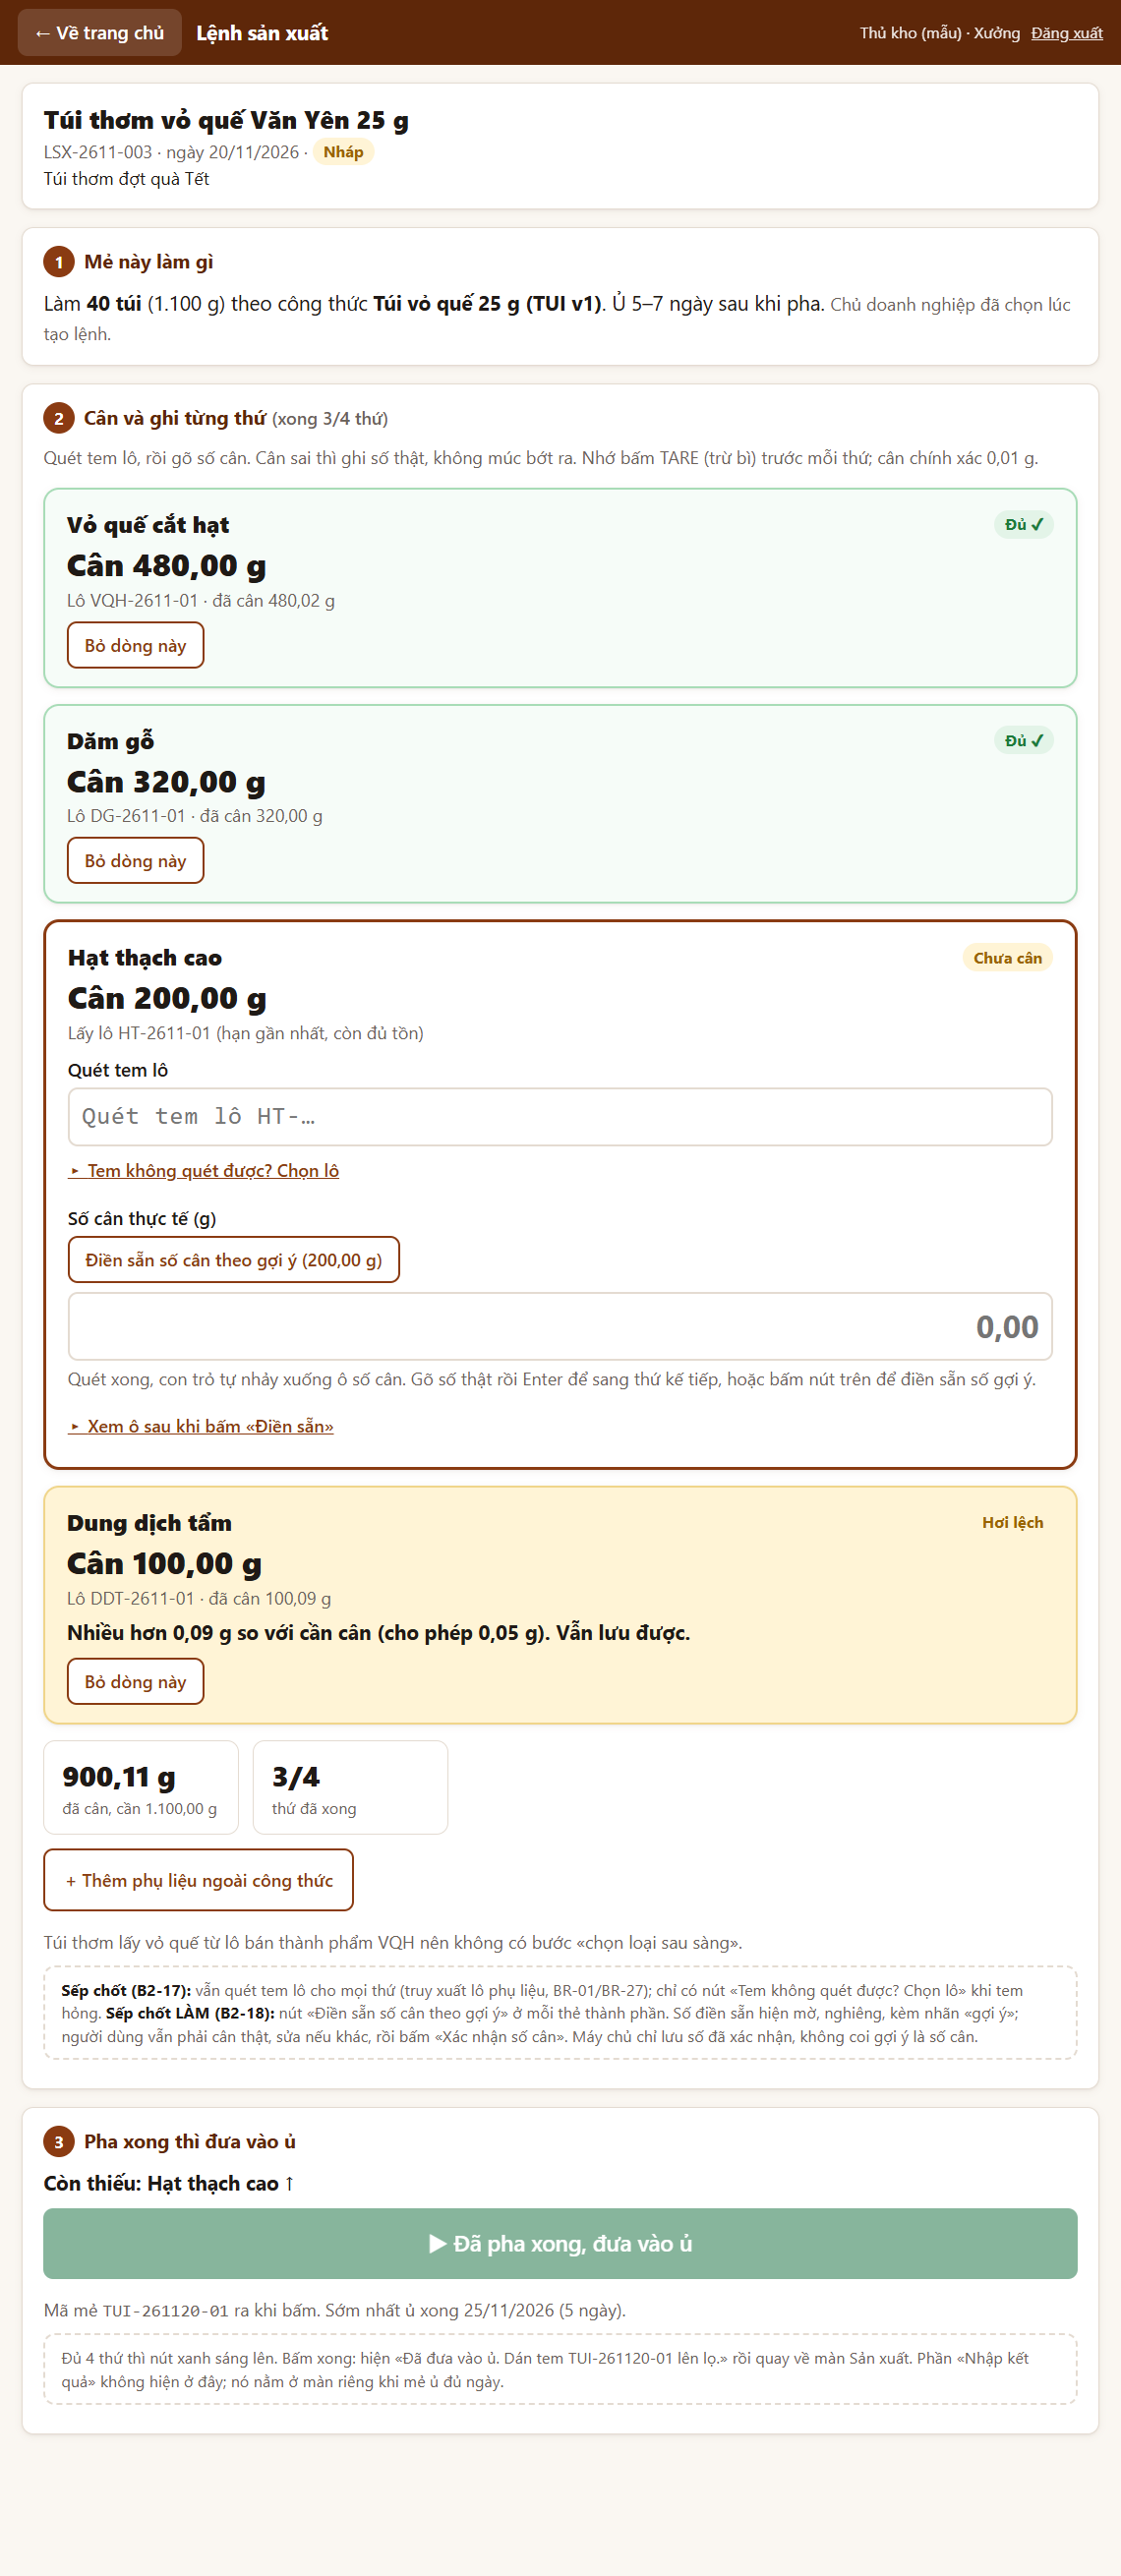 ← Về trang chủ
Lệnh sản xuất
Thủ kho (mẫu) · Xưởng Đăng xuất
Túi thơm vỏ quế Văn Yên 25 g
LSX-2611-003 · ngày 20/11/2026 · Nháp
Túi thơm đợt quà Tết
1 Mẻ này làm gì
Làm 40 túi (1.100 g) theo công thức Túi vỏ quế 25 g (TUI v1). Ủ 5–7 ngày sau khi pha. Chủ doanh nghiệp đã chọn lúc
tạo lệnh.
2 Cân và ghi từng thứ (xong 3/4 thứ)
Quét tem lô, rồi gõ số cân. Cân sai thì ghi số thật, không múc bớt ra. Nhớ bấm TARE (trừ bì) trước mỗi thứ; cân chính xác 0,01 g.
Vỏ quế cắt hạt
Đủ ✓
Cân 480,00 g
Lô VQH-2611-01 · đã cân 480,02 g
Bỏ dòng này
Dăm gỗ
Đủ ✓
Cân 320,00 g
Lô DG-2611-01 · đã cân 320,00 g
Bỏ dòng này
Hạt thạch cao
Chưa cân
Cân 200,00 g
Lấy lô HT-2611-01 (hạn gần nhất, còn đủ tồn)
Quét tem lô
Quét tem lô HT-…
▸ Tem không quét được? Chọn lô
Số cân thực tế (g)
Điền sẵn số cân theo gợi ý (200,00 g)
0,00
Quét xong, con trỏ tự nhảy xuống ô số cân. Gõ số thật rồi Enter để sang thứ kế tiếp, hoặc bấm nút trên để điền sẵn số gợi ý.
▸ Xem ô sau khi bấm «Điền sẵn»
Dung dịch tẩm
Hơi lệch
Cân 100,00 g
Lô DDT-2611-01 · đã cân 100,09 g
Nhiều hơn 0,09 g so với cần cân (cho phép 0,05 g). Vẫn lưu được.
Bỏ dòng này
900,11 g
đã cân, cần 1.100,00 g
3/4
thứ đã xong
+ Thêm phụ liệu ngoài công thức
Túi thơm lấy vỏ quế từ lô bán thành phẩm VQH nên không có bước «chọn loại sau sàng».
Sếp chốt (B2-17): vẫn quét tem lô cho mọi thứ (truy xuất lô phụ liệu, BR-01/BR-27); chỉ có nút «Tem không quét được? Chọn lô» khi tem
hỏng. Sếp chốt LÀM (B2-18): nút «Điền sẵn số cân theo gợi ý» ở mỗi thẻ thành phần. Số điền sẵn hiện mờ, nghiêng, kèm nhãn «gợi ý»;
người dùng vẫn phải cân thật, sửa nếu khác, rồi bấm «Xác nhận số cân». Máy chủ chỉ lưu số đã xác nhận, không coi gợi ý là số cân.
3 Pha xong thì đưa vào ủ
Còn thiếu: Hạt thạch cao ↑
▶ Đã pha xong, đưa vào ủ
Mã mẻ TUI-261120-01 ra khi bấm. Sớm nhất ủ xong 25/11/2026 (5 ngày).
Đủ 4 thứ thì nút xanh sáng lên. Bấm xong: hiện «Đã đưa vào ủ. Dán tem TUI-261120-01 lên lọ.» rồi quay về màn Sản xuất. Phần «Nhập kết
quả» không hiện ở đây; nó nằm ở màn riêng khi mẻ ủ đủ ngày.